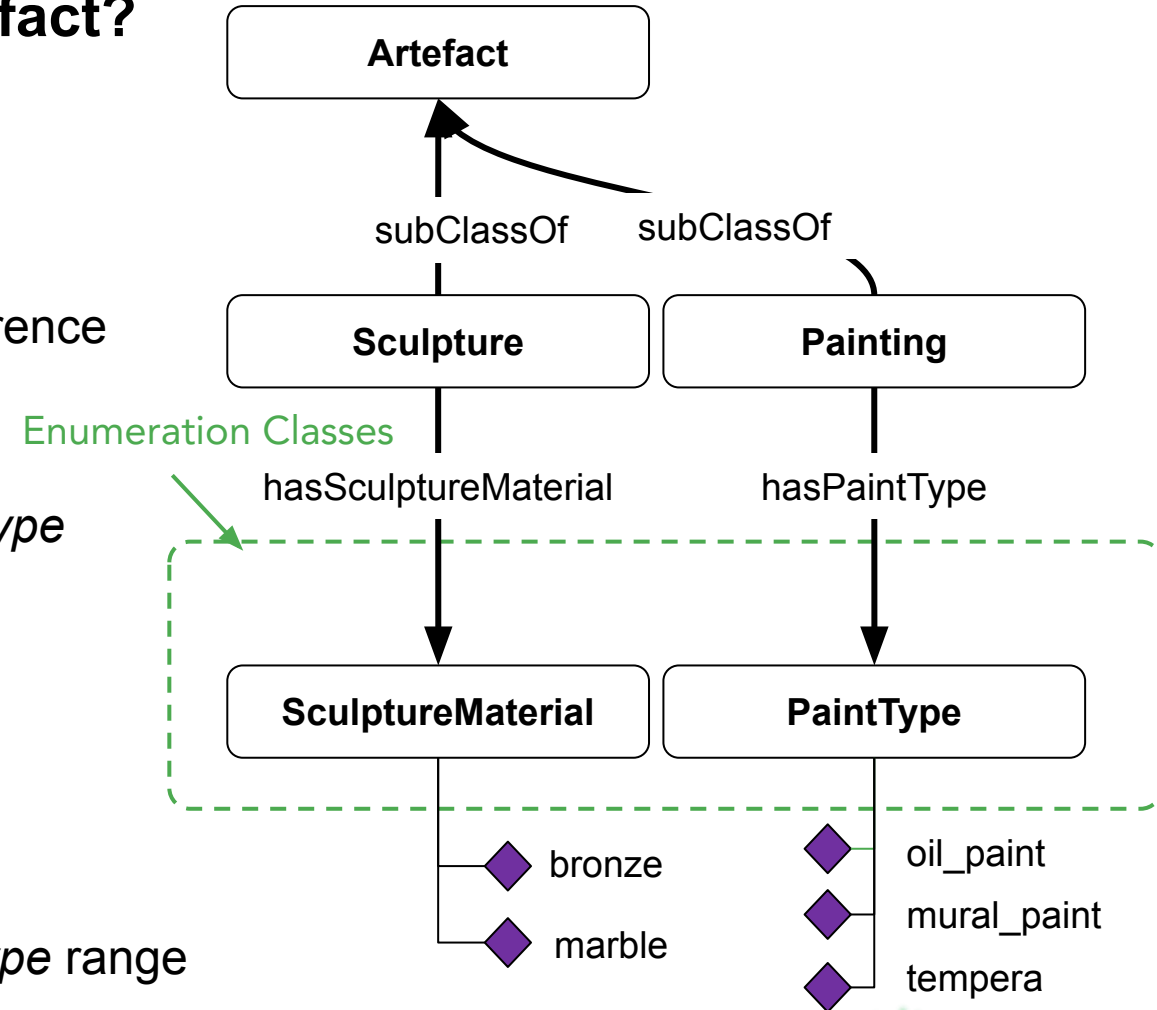 fact?
Artefact
subClassOf
subClassOf
rence
Sculpture
Painting
Enumeration Classes
hasSculptureMaterial
hasPaintType
ype
SculptureMaterial
PaintType
bronze
marble
oil_paint
mural_paint
tempera
pe range